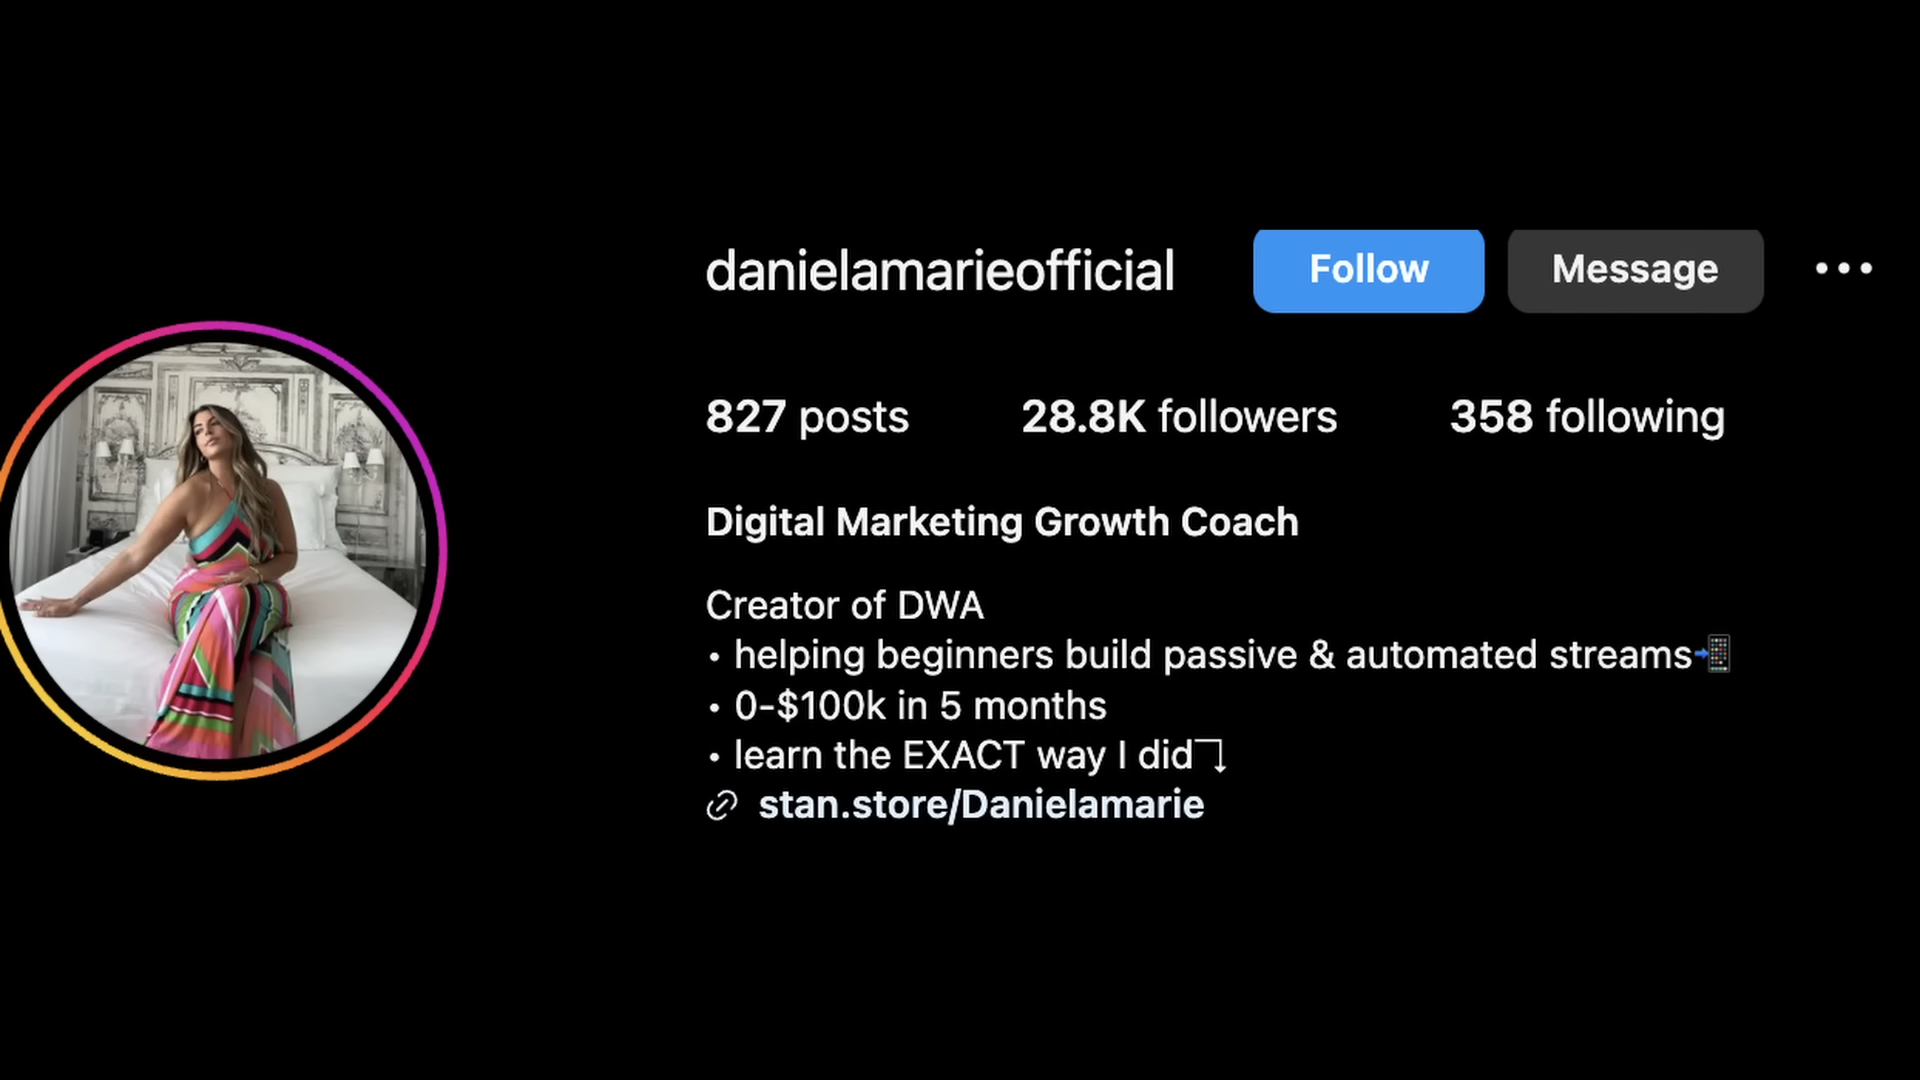 danielamarieofficial Follow Message
827 posts 28.8K followers 358 following
Digital Marketing Growth Coach
Creator of DWA
• helping beginners build passive & automated streams📲
• 0-$100k in 5 months
• learn the EXACT way I did⤵
stan.store/Danielamarie